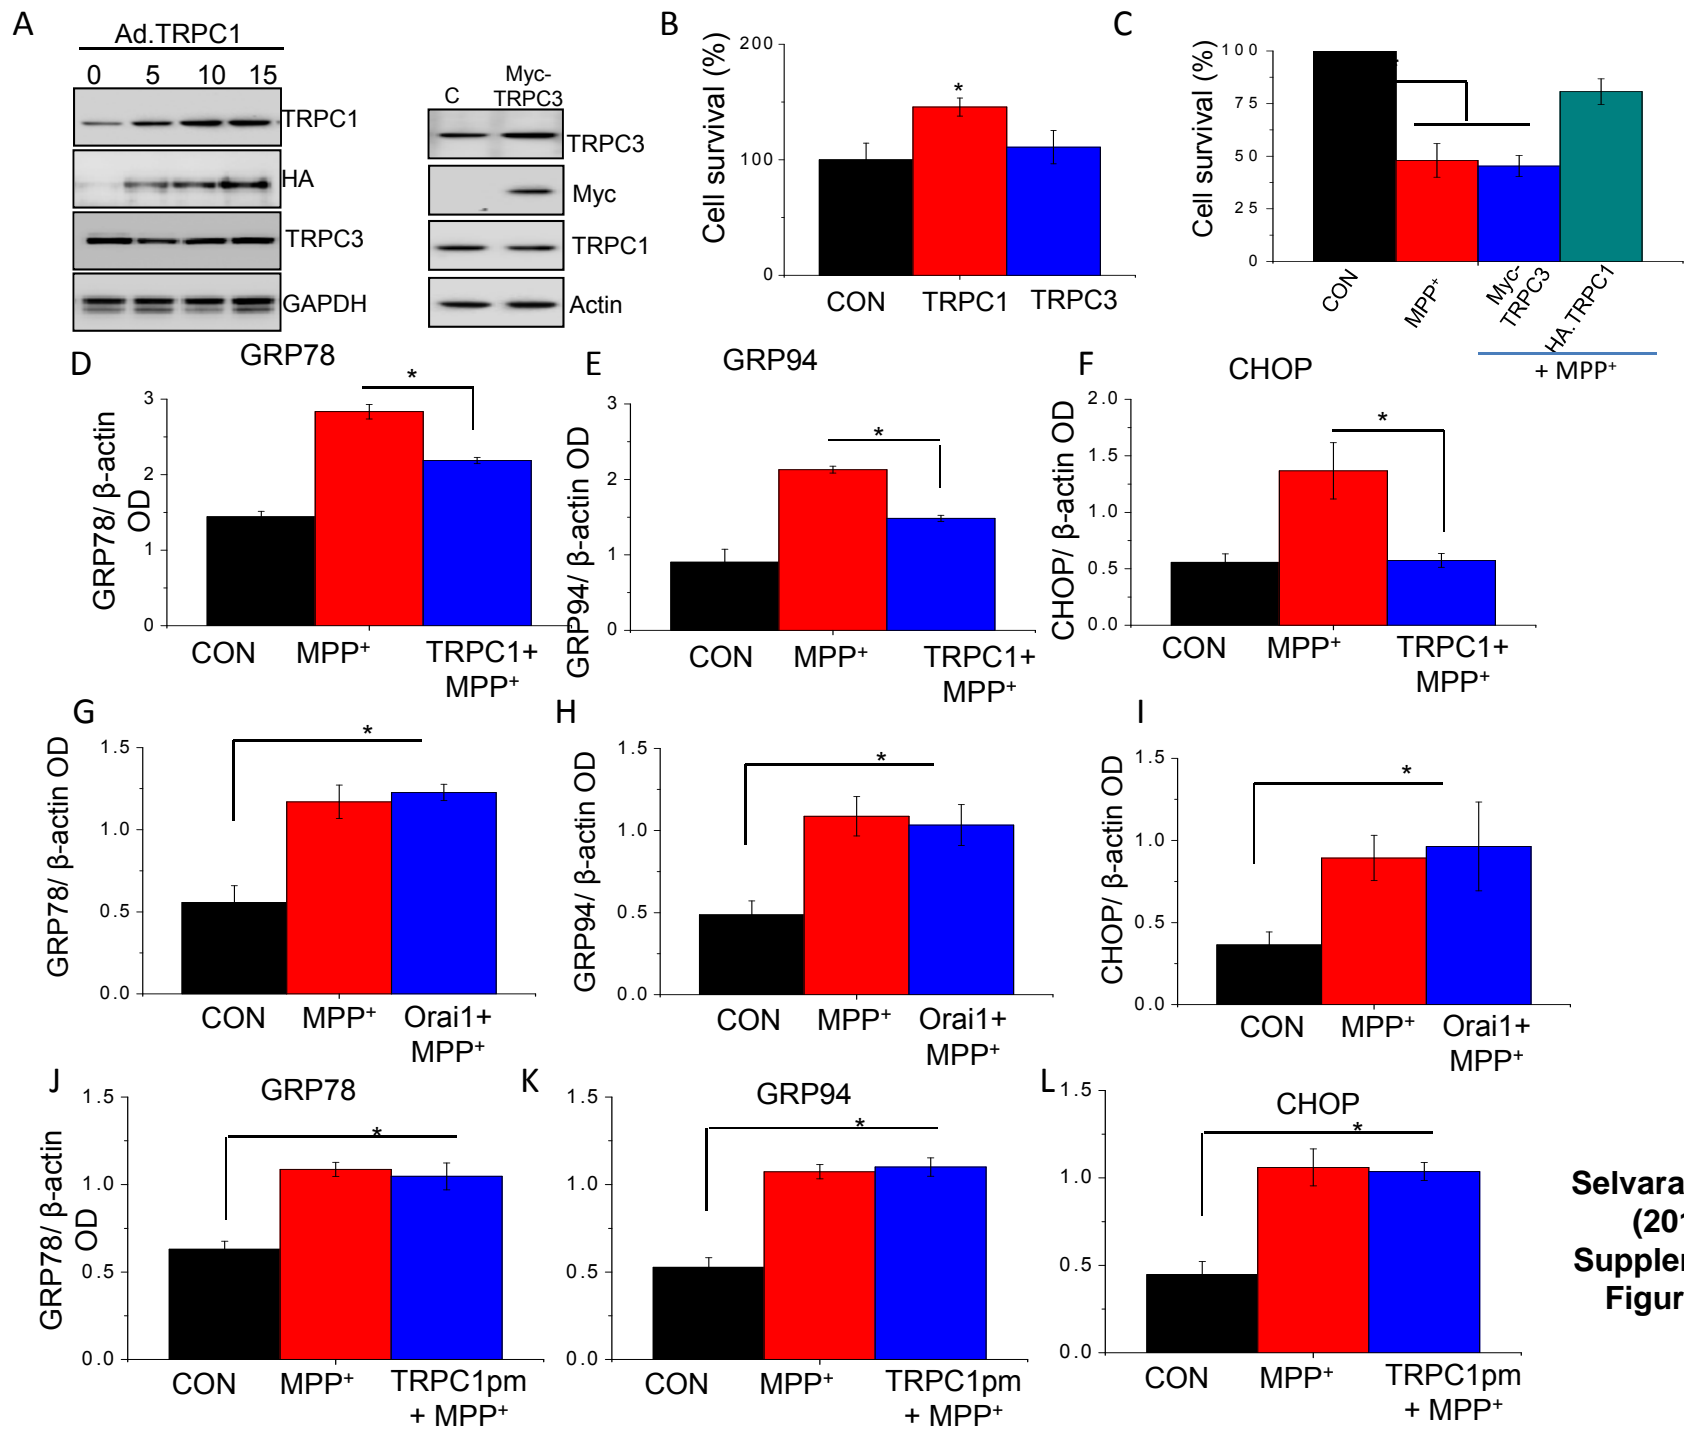 A
Ad.TRPC1
0 5 10 15
TRPC1
HA
TRPC3
GAPDH
C Myc-
TRPC3
TRPC3
Myc
TRPC1
Actin
B
Cell survival (%)
200
100
0
*
CON TRPC1 TRPC3
C
Cell survival (%)
100
75
50
25
0
CON
MPP⁺
Myc-
TRPC3
HA.TRPC1
+ MPP⁺
D
GRP78
GRP78/ β-actin
OD
3
2
1
0
*
CON MPP⁺ TRPC1+
MPP⁺
E
GRP94
GRP94/ β-actin OD
3
2
1
0
*
CON MPP⁺ TRPC1+
MPP⁺
F
CHOP
CHOP/ β-actin OD
2.0
1.5
1.0
0.5
0.0
*
CON MPP⁺ TRPC1+
MPP⁺
G
GRP78/ β-actin OD
1.5
1.0
0.5
0.0
*
CON MPP⁺ Orai1+
MPP⁺
H
GRP94/ β-actin OD
1.5
1.0
0.5
0.0
*
CON MPP⁺ Orai1+
MPP⁺
I
CHOP/ β-actin OD
1.5
1.0
0.5
0.0
*
CON MPP⁺ Orai1+
MPP⁺
J
GRP78
GRP78/ β-actin
OD
1.5
1.0
0.5
0.0
*
CON MPP⁺ TRPC1pm
+ MPP⁺
K
GRP94
1.5
1.0
0.5
0.0
*
CON MPP⁺ TRPC1pm
+ MPP⁺
L
CHOP
1.5
1.0
0.5
0.0
*
CON MPP⁺ TRPC1pm
+ MPP⁺
Selvara
(201
Suppler
Figur